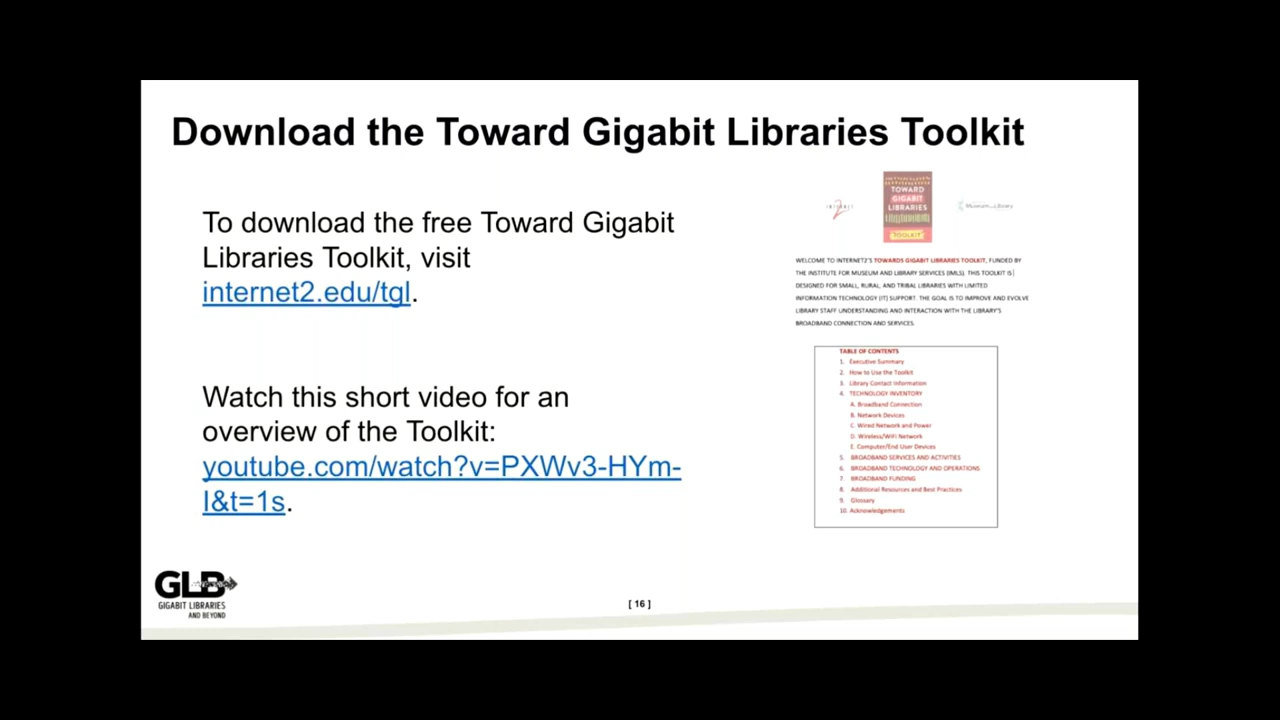 Download the Toward Gigabit Libraries Toolkit
To download the free Toward Gigabit
Libraries Toolkit, visit
internet2.edu/tgl.
Watch this short video for an
overview of the Toolkit:
youtube.com/watch?v=PXWv3-HYm-
I&t=1s.
TOWARD
GIGABIT
LIBRARIES
TOOLKIT
WELCOME TO INTERNET2'S TOWARDS GIGABIT LIBRARIES TOOLKIT, FUNDED BY
THE INSTITUTE FOR MUSEUM AND LIBRARY SERVICES (IMLS). THIS TOOLKIT IS
DESIGNED FOR SMALL, RURAL, AND TRIBAL LIBRARIES WITH LIMITED
INFORMATION TECHNOLOGY (IT) SUPPORT. THE GOAL IS TO IMPROVE AND EVOLVE
LIBRARY STAFF UNDERSTANDING AND INTERACTION WITH THE LIBRARY'S
BROADBAND CONNECTION AND SERVICES.
TABLE OF CONTENTS
1. Executive Summary
2. How to Use the Toolkit
3. Library Contact Information
4. TECHNOLOGY INVENTORY
A. Broadband Connection
B. Network Devices
C. Wired Network and Power
D. Wireless/WIFI Network
E. Computer/End User Devices
5. BROADBAND SERVICES AND ACTIVITIES
6. BROADBAND TECHNOLOGY AND OPERATIONS
7. BROADBAND FUNDING
8. Additional Resources and Best Practices
9. Glossary
10. Acknowledgements
GLB
GIGABIT LIBRARIES
AND BEYOND
[ 16 ]